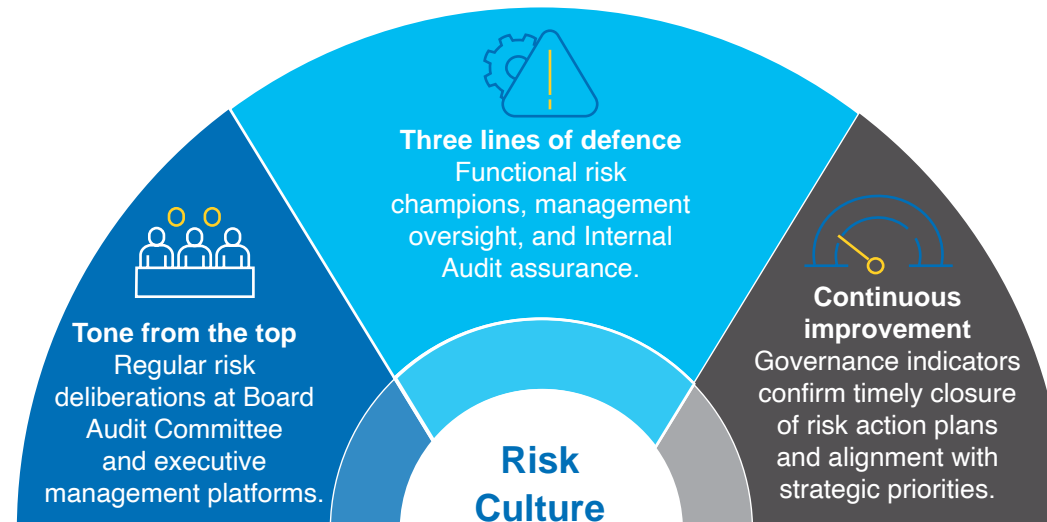 Three lines of defence
Functional risk
champions, management
oversight, and Internal
Audit assurance.
Tone from the top
Regular risk
deliberations at Board
Audit Committee
and executive
management platforms.
Continuous
improvement
Governance indicators
confirm timely closure
of risk action plans
and alignment with
strategic priorities.
Risk
Culture